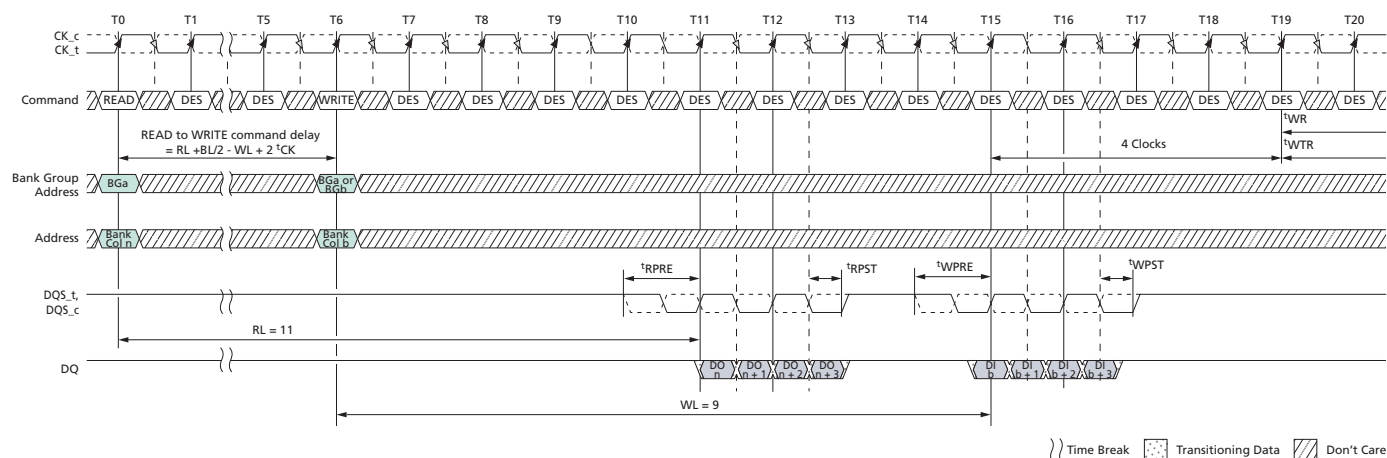 T0 T1 T5 T6 T7 T8 T9 T10 T11 T12 T13 T14 T15 T16 T17 T18 T19 T20
CK_c
CK_t
Command READ DES DES WRITE DES DES DES DES DES DES DES DES DES DES DES DES DES DES
READ to WRITE command delay
= RL +BL/2 - WL + 2 tCK
tWR
4 Clocks
tWTR
Bank Group
Address
BGa
BGa or
BGb
Address
Bank
Col n
Bank
Col b
tRPRE tRPST tWPRE tWPST
DQS_t,
DQS_c
RL = 11
DQ
DO
n
DO
n + 1
DO
n + 2
DO
n + 3
DI
b
DI
b + 1
DI
b + 2
DI
b + 3
WL = 9
Time Break Transitioning Data Don't Care